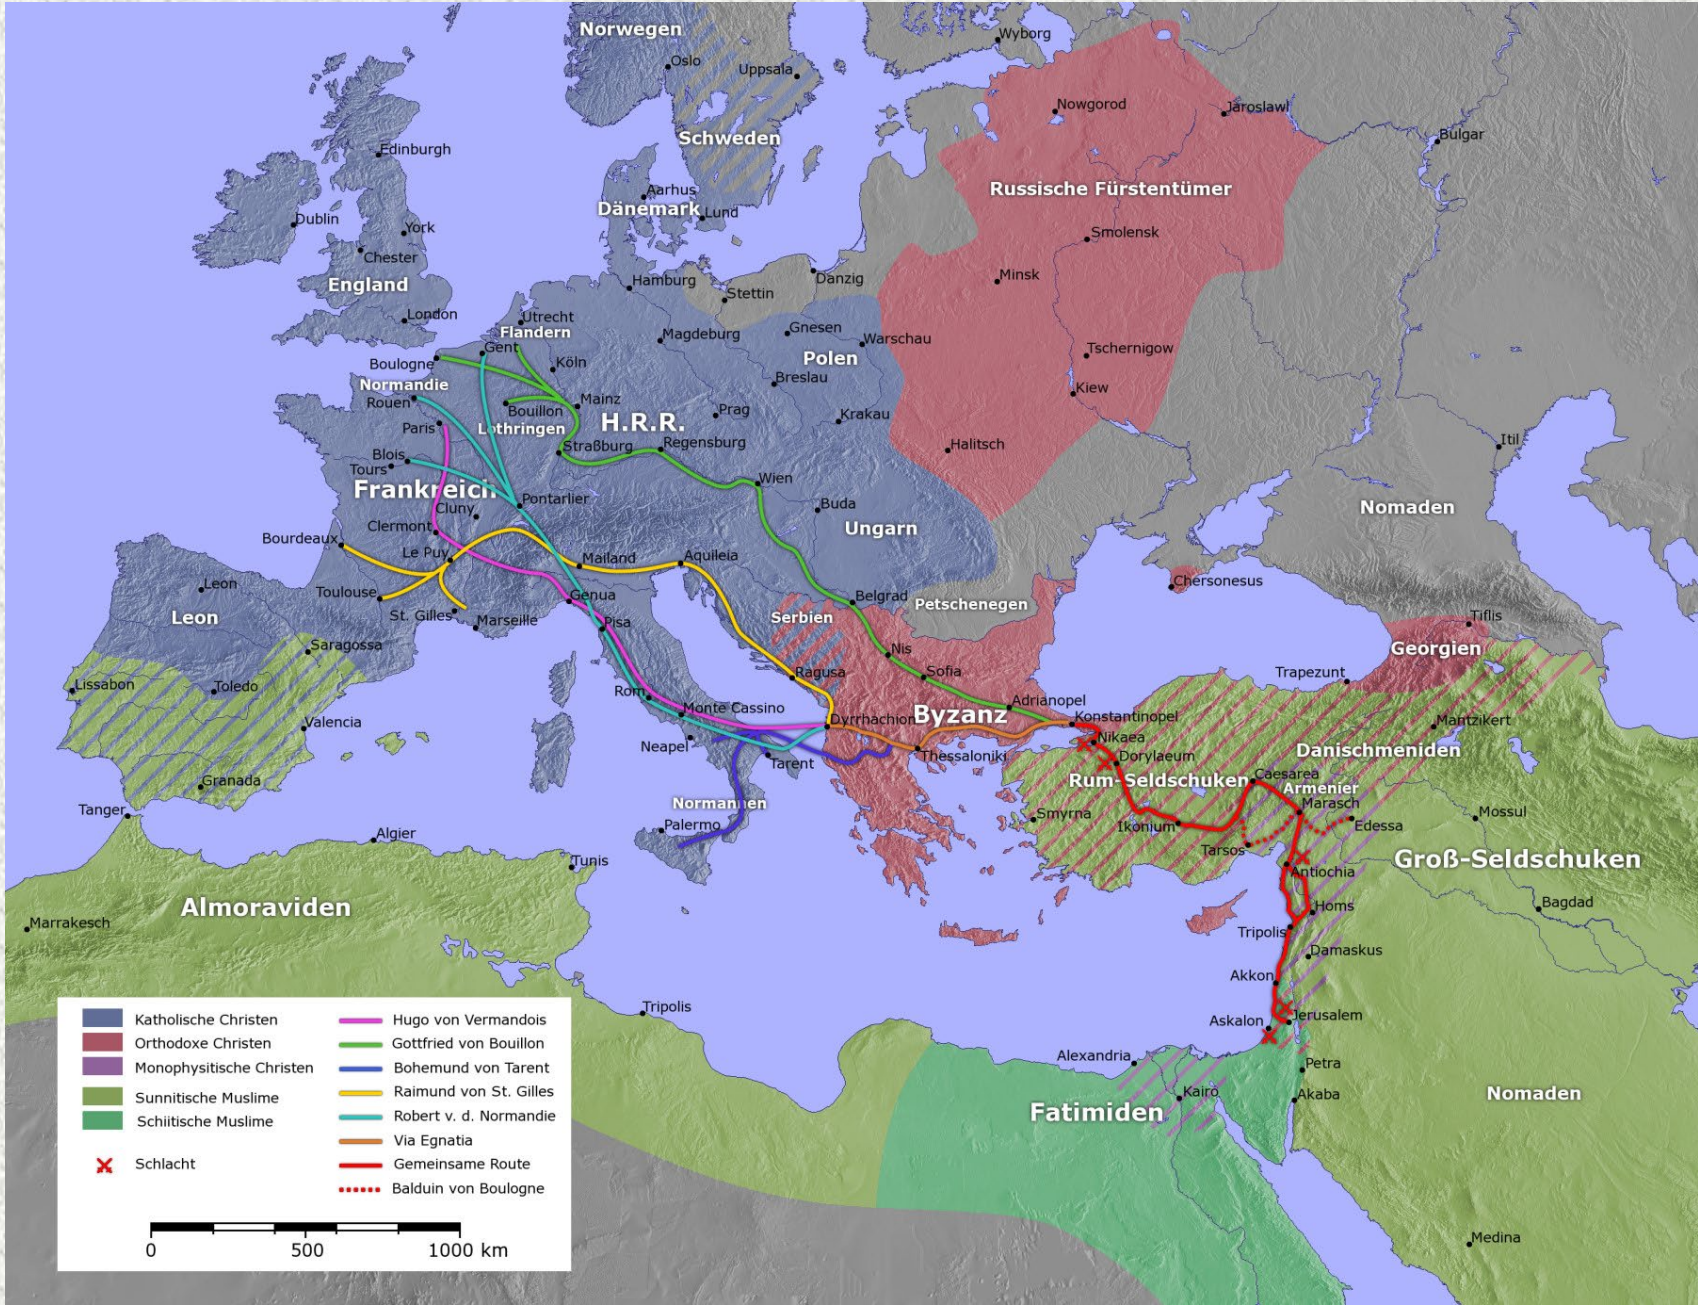 Norwegen
Wyborg
Oslo
Uppsala
Nowgorod
Jaroslawl
Schweden
Bulgar
Edinburgh
Aarhus
Russische Fürstentümer
Dänemark
Lund
Dublin
York
Smolensk
Chester
England
Hamburg
Danzig
Minsk
Stettin
London
Utrecht
Flandern
Magdeburg
Gnesen
Warschau
Gent
Boulogne
Köln
Polen
Tschernigow
Normandie
Breslau
Kiew
Rouen
Bouillon
Mainz
Prag
Krakau
Paris
Lothringen
H.R.R.
Straßburg
Regensburg
Halitsch
Itil
Blois
Tours
Frankreich
Wien
Pontarlier
Buda
Nomaden
Cluny
Clermont
Ungarn
Bourdeaux
Le Puy
Mailand
Aquileia
Leon
Chersonesus
Toulouse
Genua
Belgrad
Petschenegen
Leon
St. Gilles
Marseille
Pisa
Serbien
Tiflis
Saragossa
Nis
Georgien
Ragusa
Sofia
Trapezunt
Lissabon
Toledo
Rom
Monte Cassino
Adrianopel
Valencia
Dyrrhachion
Byzanz
Konstantinopel
Mantzikert
Neapel
Nikaea
Danischmeniden
Tarent
Thessaloniki
Dorylaeum
Granada
Rum-Seldschuken
Caesarea
Armenier
Tanger
Normannen
Marasch
Mossul
Algier
Palermo
Smyrna
Ikonium
Edessa
Tunis
Tarsos
Groß-Seldschuken
Antiochia
Almoraviden
Homs
Bagdad
Marrakesch
Tripolis
Damaskus
Akkon
Tripolis
Askalon
Jerusalem
Alexandria
Petra
Kairo
Akaba
Nomaden
Fatimiden
Medina
Katholische Christen
Orthodoxe Christen
Monophysitische Christen
Sunnitische Muslime
Schiitische Muslime
Schlacht
Hugo von Vermandois
Gottfried von Bouillon
Bohemund von Tarent
Raimund von St. Gilles
Robert v. d. Normandie
Via Egnatia
Gemeinsame Route
Balduin von Boulogne
0 500 1000 km